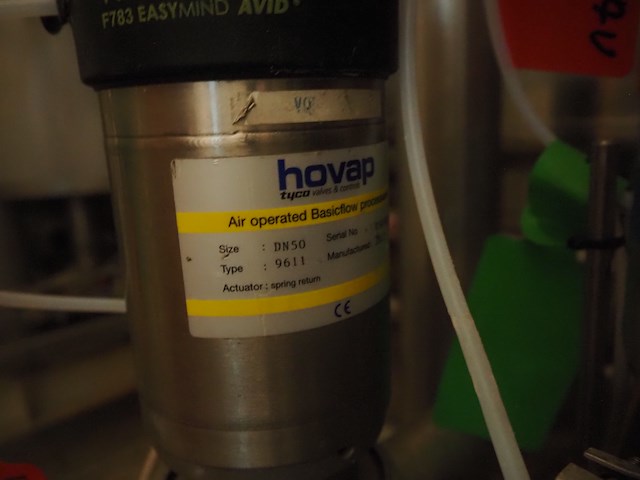 F783 EASYMIND AVID
VO
hovap
tyco valves & controls
Air operated Basicflow
Size : DN50 Serial No
Type : 9611 Manufactured
Actuator : spring return
CE